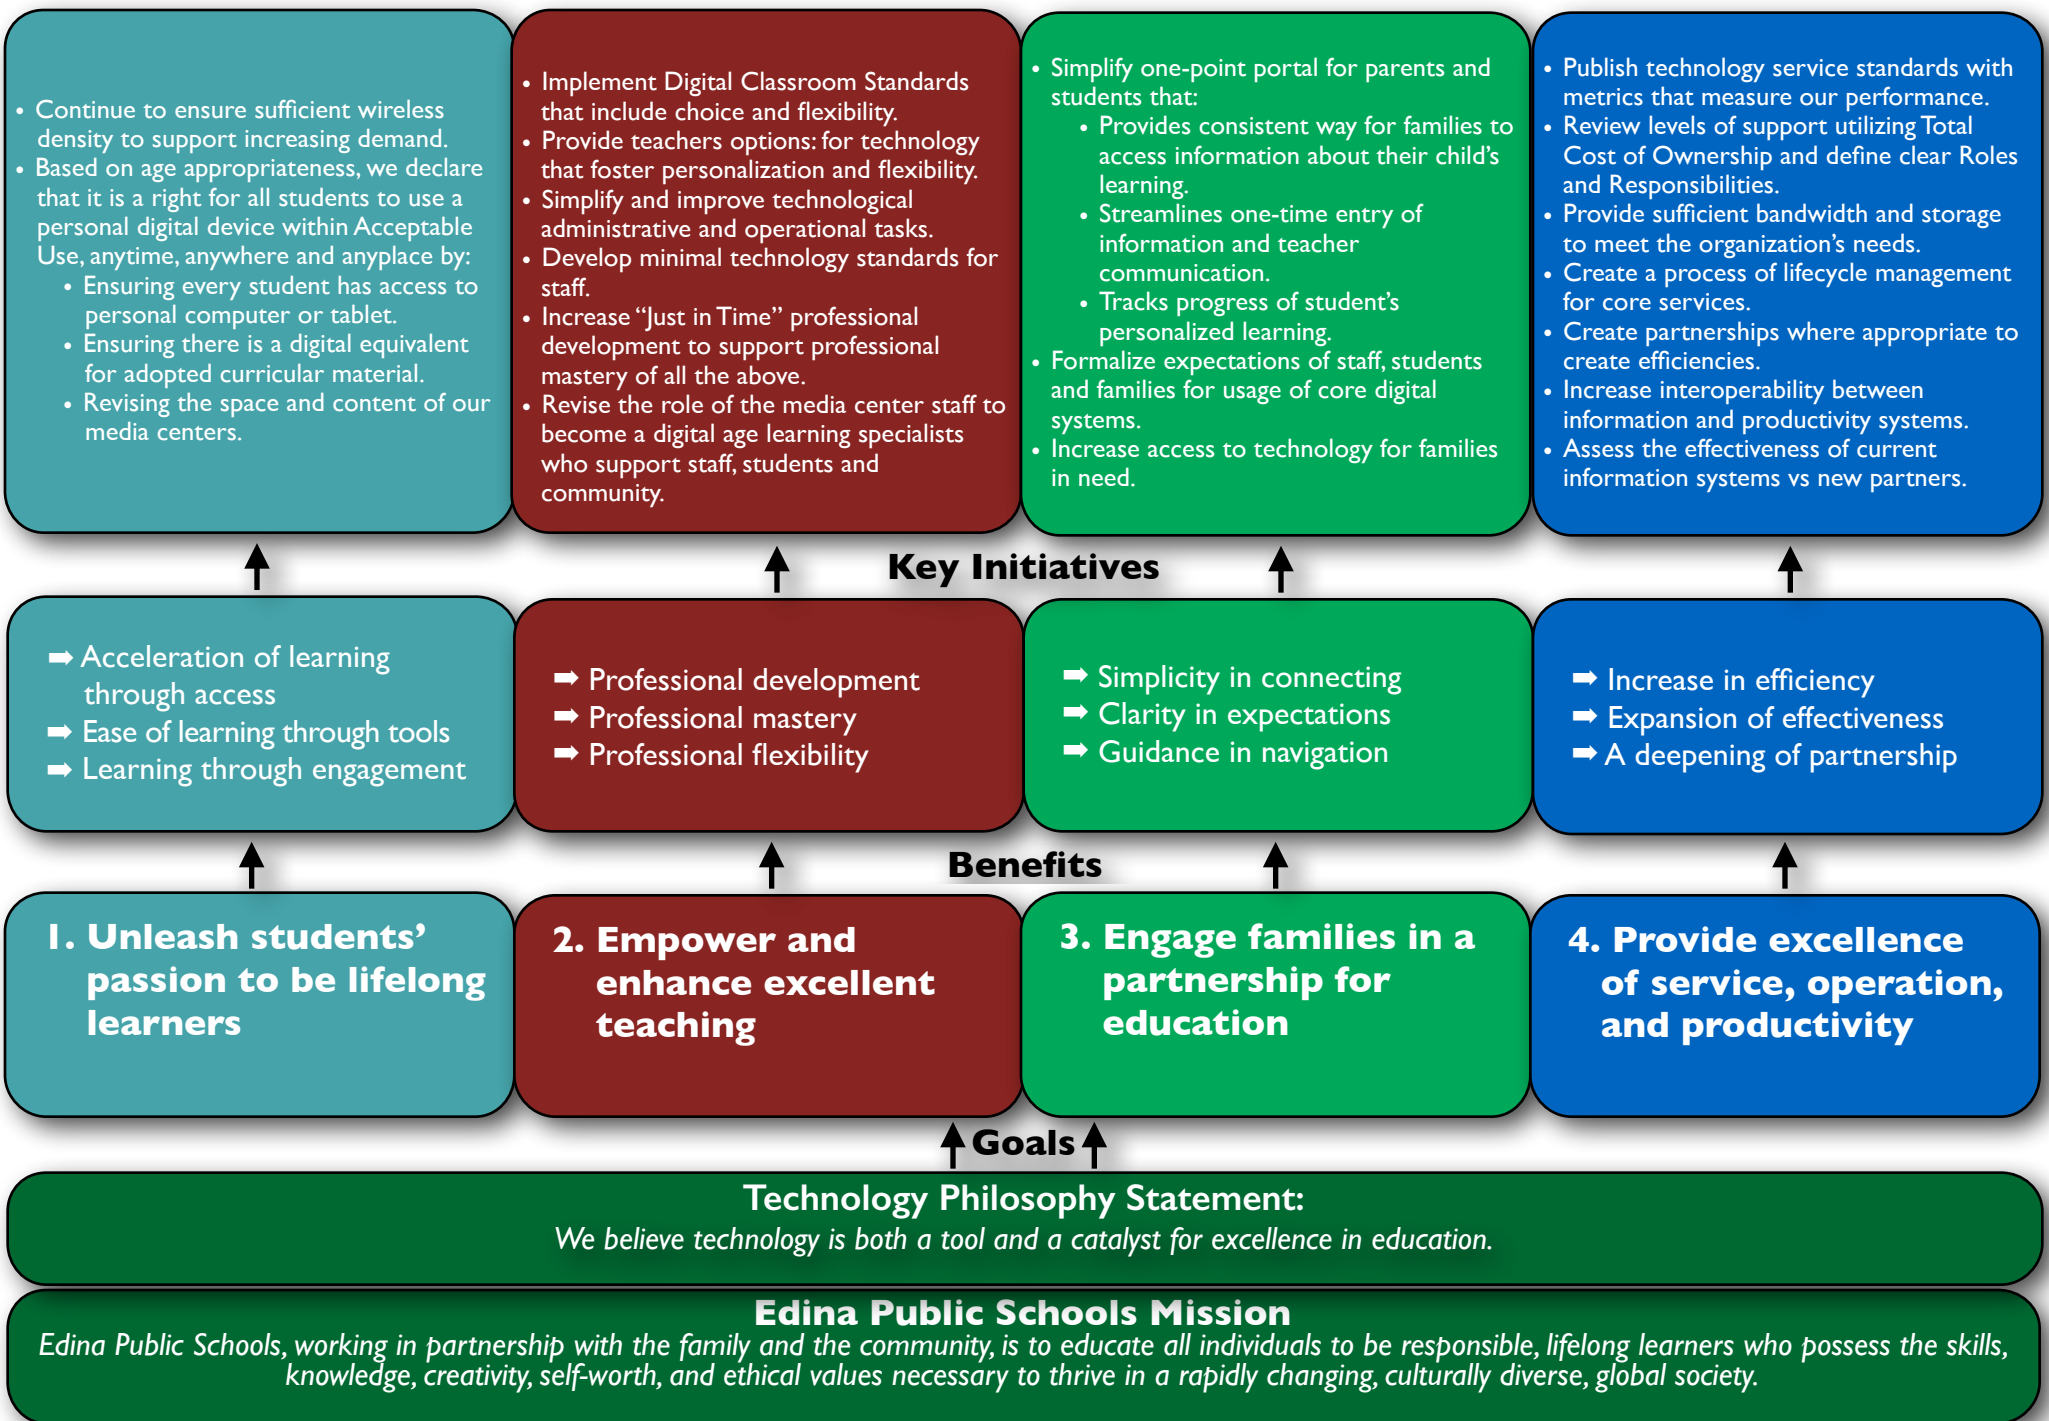 • Continue to ensure sufficient wireless
density to support increasing demand.
• Based on age appropriateness, we declare
that it is a right for all students to use a
personal digital device within Acceptable
Use, anytime, anywhere and anyplace by:
• Ensuring every student has access to
personal computer or tablet.
• Ensuring there is a digital equivalent
for adopted curricular material.
• Revising the space and content of our
media centers.
• Implement Digital Classroom Standards
that include choice and flexibility.
• Provide teachers options: for technology
that foster personalization and flexibility.
• Simplify and improve technological
administrative and operational tasks.
• Develop minimal technology standards for
staff.
• Increase “Just in Time” professional
development to support professional
mastery of all the above.
• Revise the role of the media center staff to
become a digital age learning specialists
who support staff, students and
community.
• Simplify one-point portal for parents and
students that:
• Provides consistent way for families to
access information about their child’s
learning.
• Streamlines one-time entry of
information and teacher
communication.
• Tracks progress of student’s
personalized learning.
• Formalize expectations of staff, students
and families for usage of core digital
systems.
• Increase access to technology for families
in need.
• Publish technology service standards with
metrics that measure our performance.
• Review levels of support utilizing Total
Cost of Ownership and define clear Roles
and Responsibilities.
• Provide sufficient bandwidth and storage
to meet the organization’s needs.
• Create a process of lifecycle management
for core services.
• Create partnerships where appropriate to
create efficiencies.
• Increase interoperability between
information and productivity systems.
• Assess the effectiveness of current
information systems vs new partners.
Key Initiatives
➡ Acceleration of learning
through access
➡ Ease of learning through tools
➡ Learning through engagement
➡ Professional development
➡ Professional mastery
➡ Professional flexibility
➡ Simplicity in connecting
➡ Clarity in expectations
➡ Guidance in navigation
➡ Increase in efficiency
➡ Expansion of effectiveness
➡ A deepening of partnership
Benefits
1. Unleash students’
passion to be lifelong
learners
2. Empower and
enhance excellent
teaching
3. Engage families in a
partnership for
education
4. Provide excellence
of service, operation,
and productivity
Goals
Technology Philosophy Statement:
We believe technology is both a tool and a catalyst for excellence in education.
Edina Public Schools Mission
Edina Public Schools, working in partnership with the family and the community, is to educate all individuals to be responsible, lifelong learners who possess the skills,
knowledge, creativity, self-worth, and ethical values necessary to thrive in a rapidly changing, culturally diverse, global society.